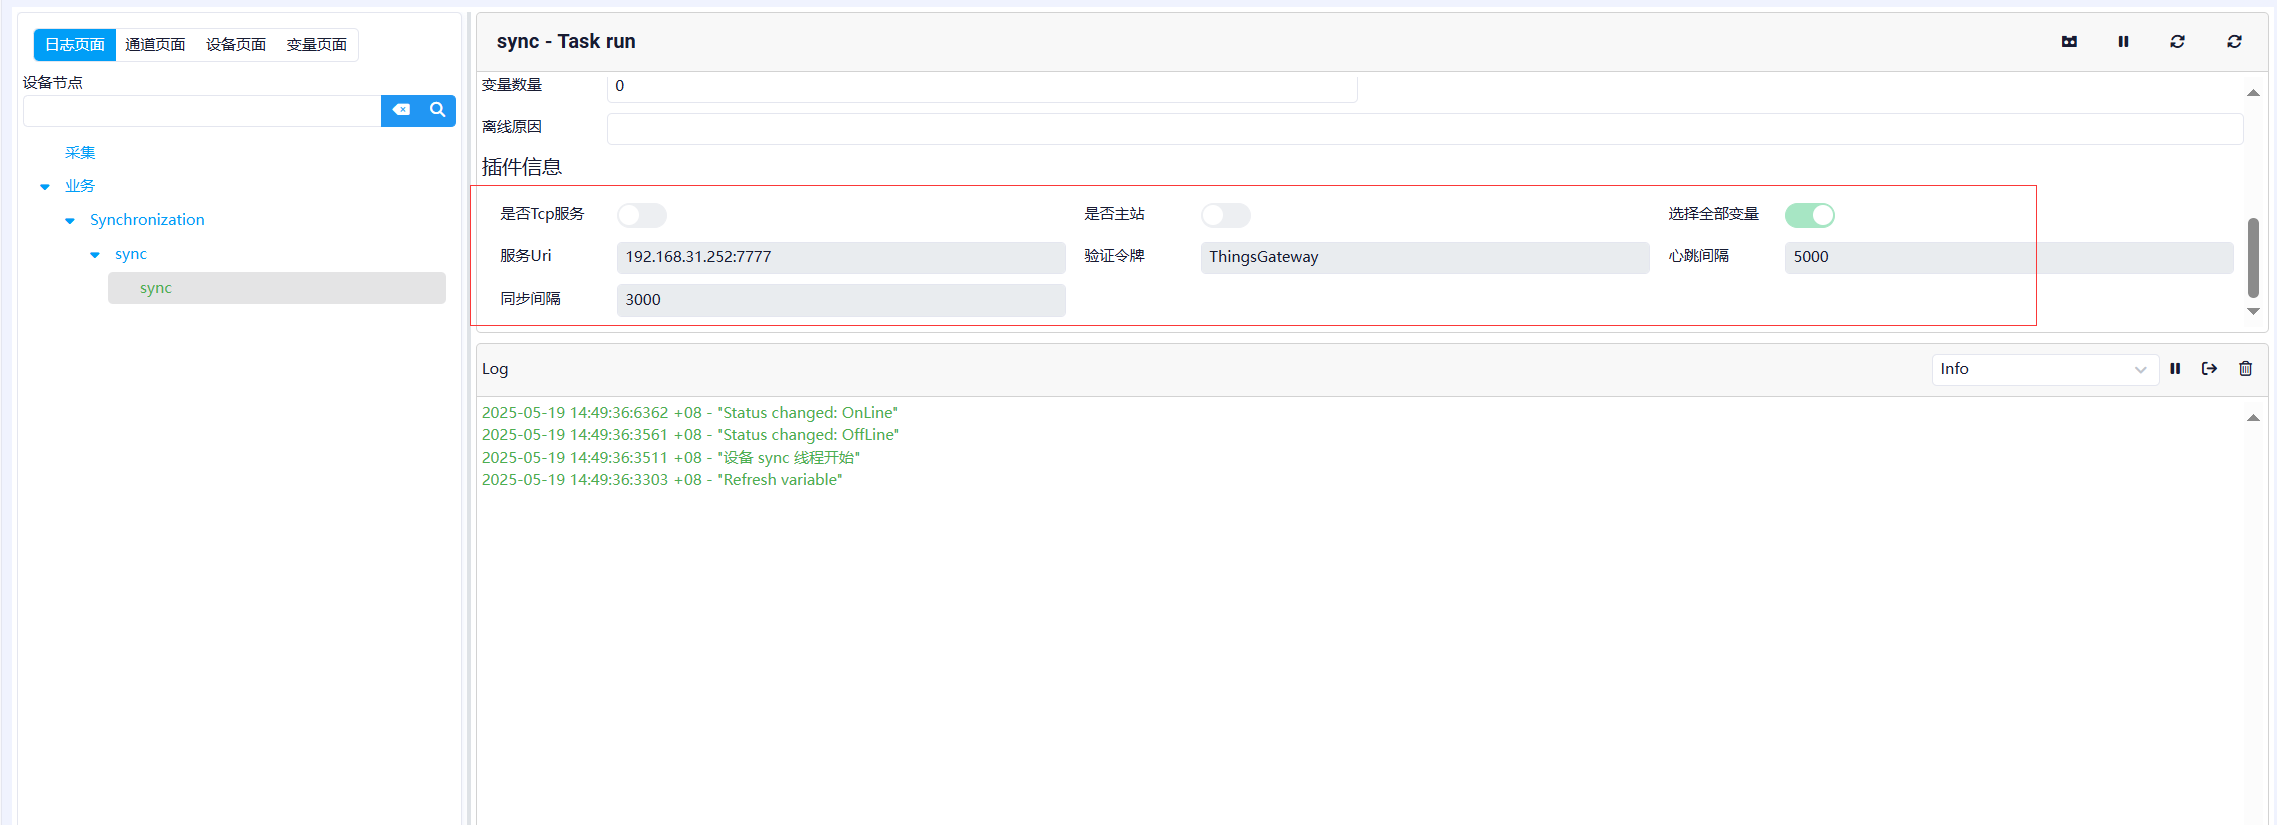 日志页面 通道页面 设备页面 变量页面
设备节点
采集
业务
Synchronization
sync
sync
sync - Task run
变量数量 0
离线原因
插件信息
是否Tcp服务 是否主站 选择全部变量
服务Uri 192.168.31.252:7777 验证令牌 ThingsGateway 心跳间隔 5000
同步间隔 3000
Log Info
2025-05-19 14:49:36:6362 +08 - "Status changed: OnLine"
2025-05-19 14:49:36:3561 +08 - "Status changed: OffLine"
2025-05-19 14:49:36:3511 +08 - "设备 sync 线程开始"
2025-05-19 14:49:36:3303 +08 - "Refresh variable"